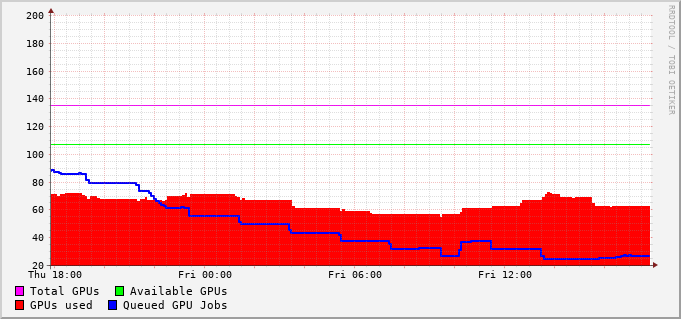 200
180
160
140
120
100
80
60
40
20
Thu 18:00 Fri 00:00 Fri 06:00 Fri 12:00
Total GPUs Available GPUs
GPUs used Queued GPU Jobs
RRDTOOL / TOBI OETIKER